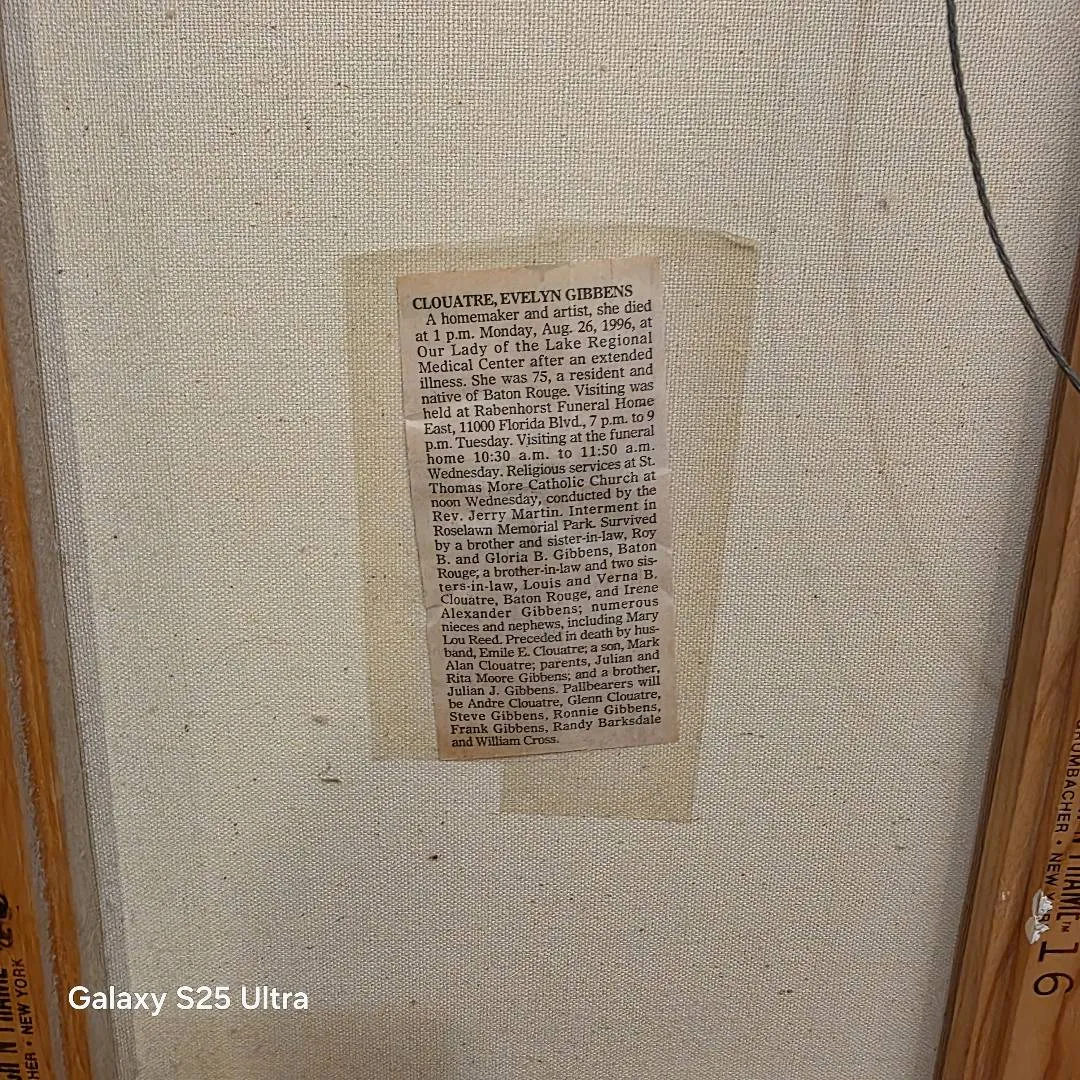 CLOUATRE, EVELYN GIBBENS
A homemaker and artist, she died
at 1 p.m. Monday, Aug. 26, 1996, at
Our Lady of the Lake Regional
Medical Center after an extended
illness. She was 75, a resident and
native of Baton Rouge. Visiting was
held at Rabenhorst Funeral Home
East, 11000 Florida Blvd., 7 p.m. to 9
p.m. Tuesday. Visiting at the funeral
home 10:30 a.m. to 11:50 a.m.
Wednesday. Religious services at St.
Thomas More Catholic Church at
noon Wednesday, conducted by the
Rev. Jerry Martin. Interment in
Roselawn Memorial Park. Survived
by a brother and sister-in-law, Roy
B. and Gloria B. Gibbens, Baton
Rouge; a brother-in-law and two sis-
ters-in-law, Louis and Verna B.
Clouatre, Baton Rouge, and Irene
Alexander Gibbens; numerous
nieces and nephews, including Mary
Lou Reed. Preceded in death by hus-
band, Emile E. Clouatre; a son, Mark
Alan Clouatre; parents, Julian and
Rita Moore Gibbens; and a brother,
Julian J. Gibbens. Pallbearers will
be Andre Clouatre, Glenn Clouatre,
Steve Gibbens, Ronnie Gibbens,
Frank Gibbens, Randy Barksdale
and William Cross.
NEW YORK
16
Galaxy S25 Ultra